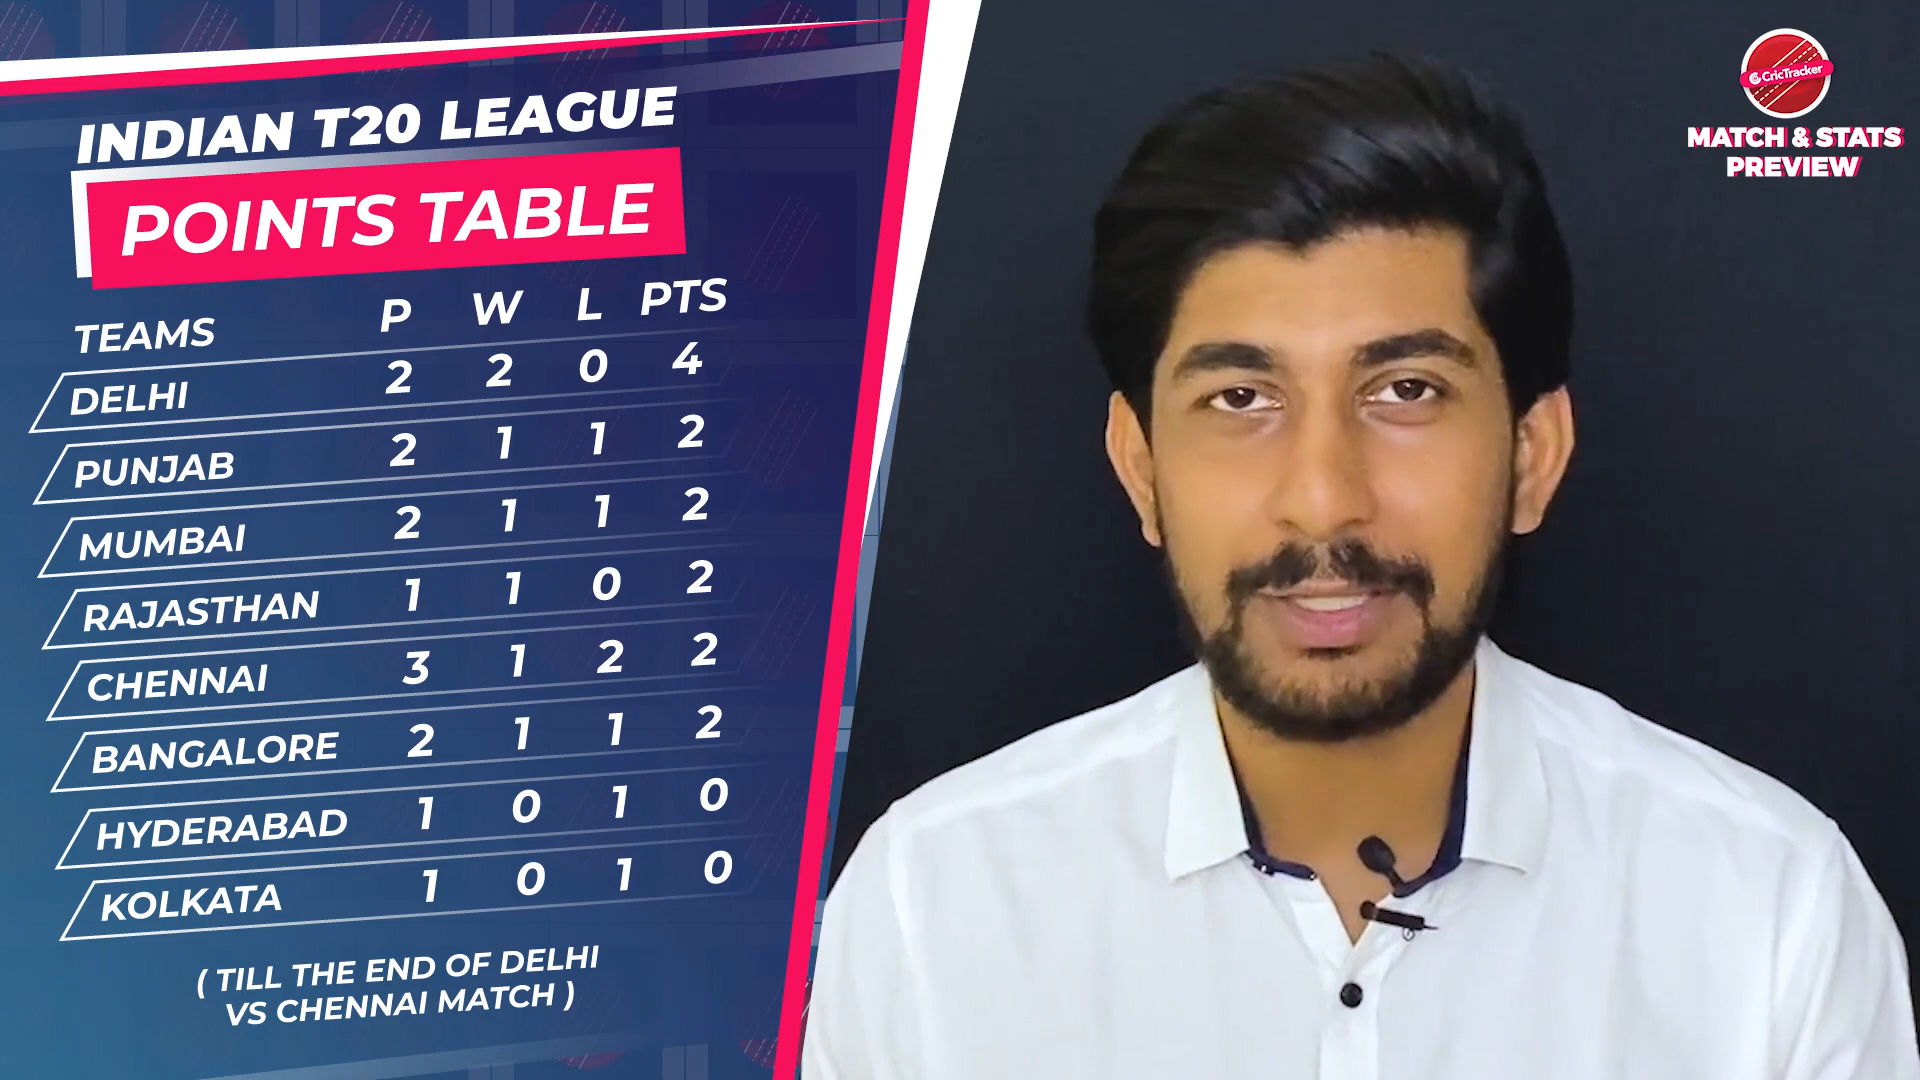 INDIAN T20 LEAGUE
POINTS TABLE
TEAMS P W L PTS
DELHI 2 2 0 4
PUNJAB 2 1 1 2
MUMBAI 2 1 1 2
RAJASTHAN 1 1 0 2
CHENNAI 3 1 2 2
BANGALORE 2 1 1 2
HYDERABAD 1 0 1 0
KOLKATA 1 0 1 0
( TILL THE END OF DELHI
VS CHENNAI MATCH )
CricTracker
MATCH & STATS
PREVIEW